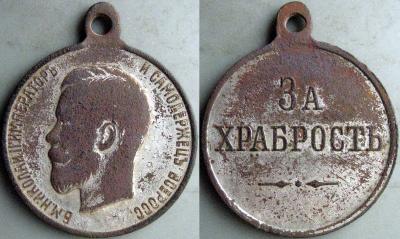 Б.М.НИКОЛАЙ II ИМПЕРАТОРЪ И САМОДЕРЖЕЦЪ ВСЕРОСС.
ЗА
ХРАБРОСТЬ